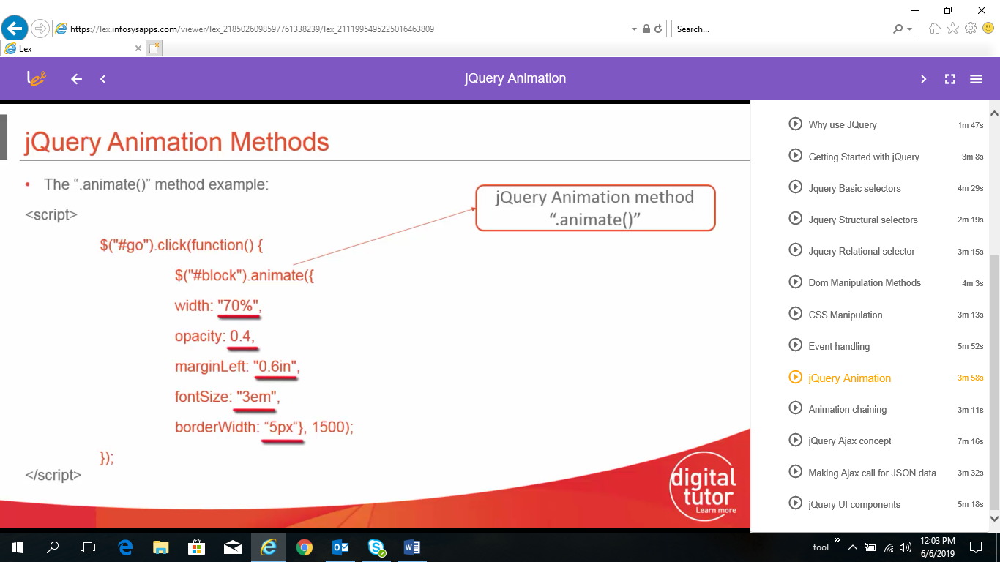 https://lex.infosysapps.com/viewer/lex_2185026098597761338239/lex_21119954952250164638​09
Search...
Lex
lex
jQuery Animation
jQuery Animation Methods
• The “.animate()” method example:
jQuery Animation method
“.animate()”
<script>
$("#go").click(function() {
$("#block").animate({
width: "70%",
opacity: 0.4,
marginLeft: "0.6in",
fontSize: "3em",
borderWidth: “5px“}, 1500);
});
</script>
digital
tutor
Learn more
Why use JQuery 1m 47s
Getting Started with jQuery 3m 8s
Jquery Basic selectors 4m 29s
Jquery Structural selectors 2m 19s
Jquery Relational selector 3m 15s
Dom Manipulation Methods 4m 3s
CSS Manipulation 3m 13s
Event handling 5m 52s
jQuery Animation 3m 58s
Animation chaining 3m 11s
jQuery Ajax concept 7m 16s
Making Ajax call for JSON data 3m 32s
jQuery UI components 5m 18s
tool
12:03 PM
6/6/2019